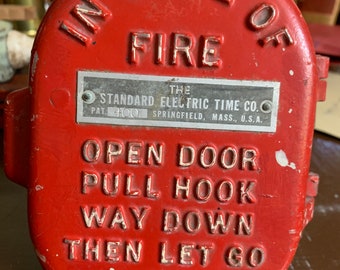 IN OF
FIRE
THE
STANDARD ELECTRIC TIME CO.
PAT. SPRINGFIELD, MASS., U.S.A.
OPEN DOOR
PULL HOOK
WAY DOWN
THEN LET GO